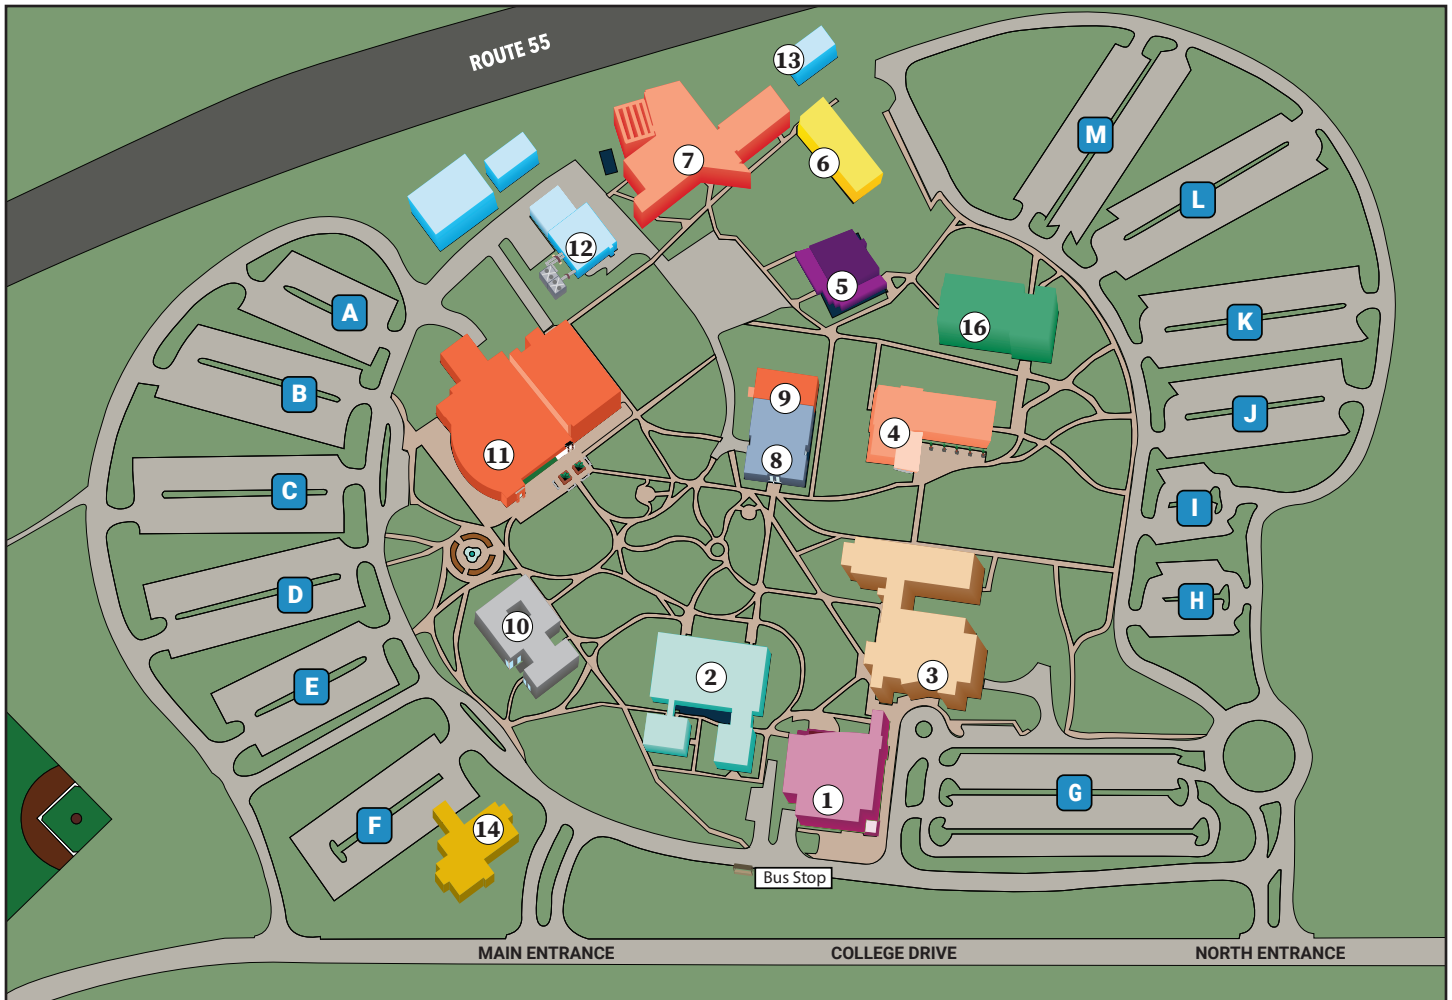 ROUTE 55
13
M
7
6
L
12
5
A
K
16
B
9
J
4
11
8
C
I
D
H
10
2
3
E
G
1
F
14
Bus Stop
MAIN ENTRANCE
COLLEGE DRIVE
NORTH ENTRANCE